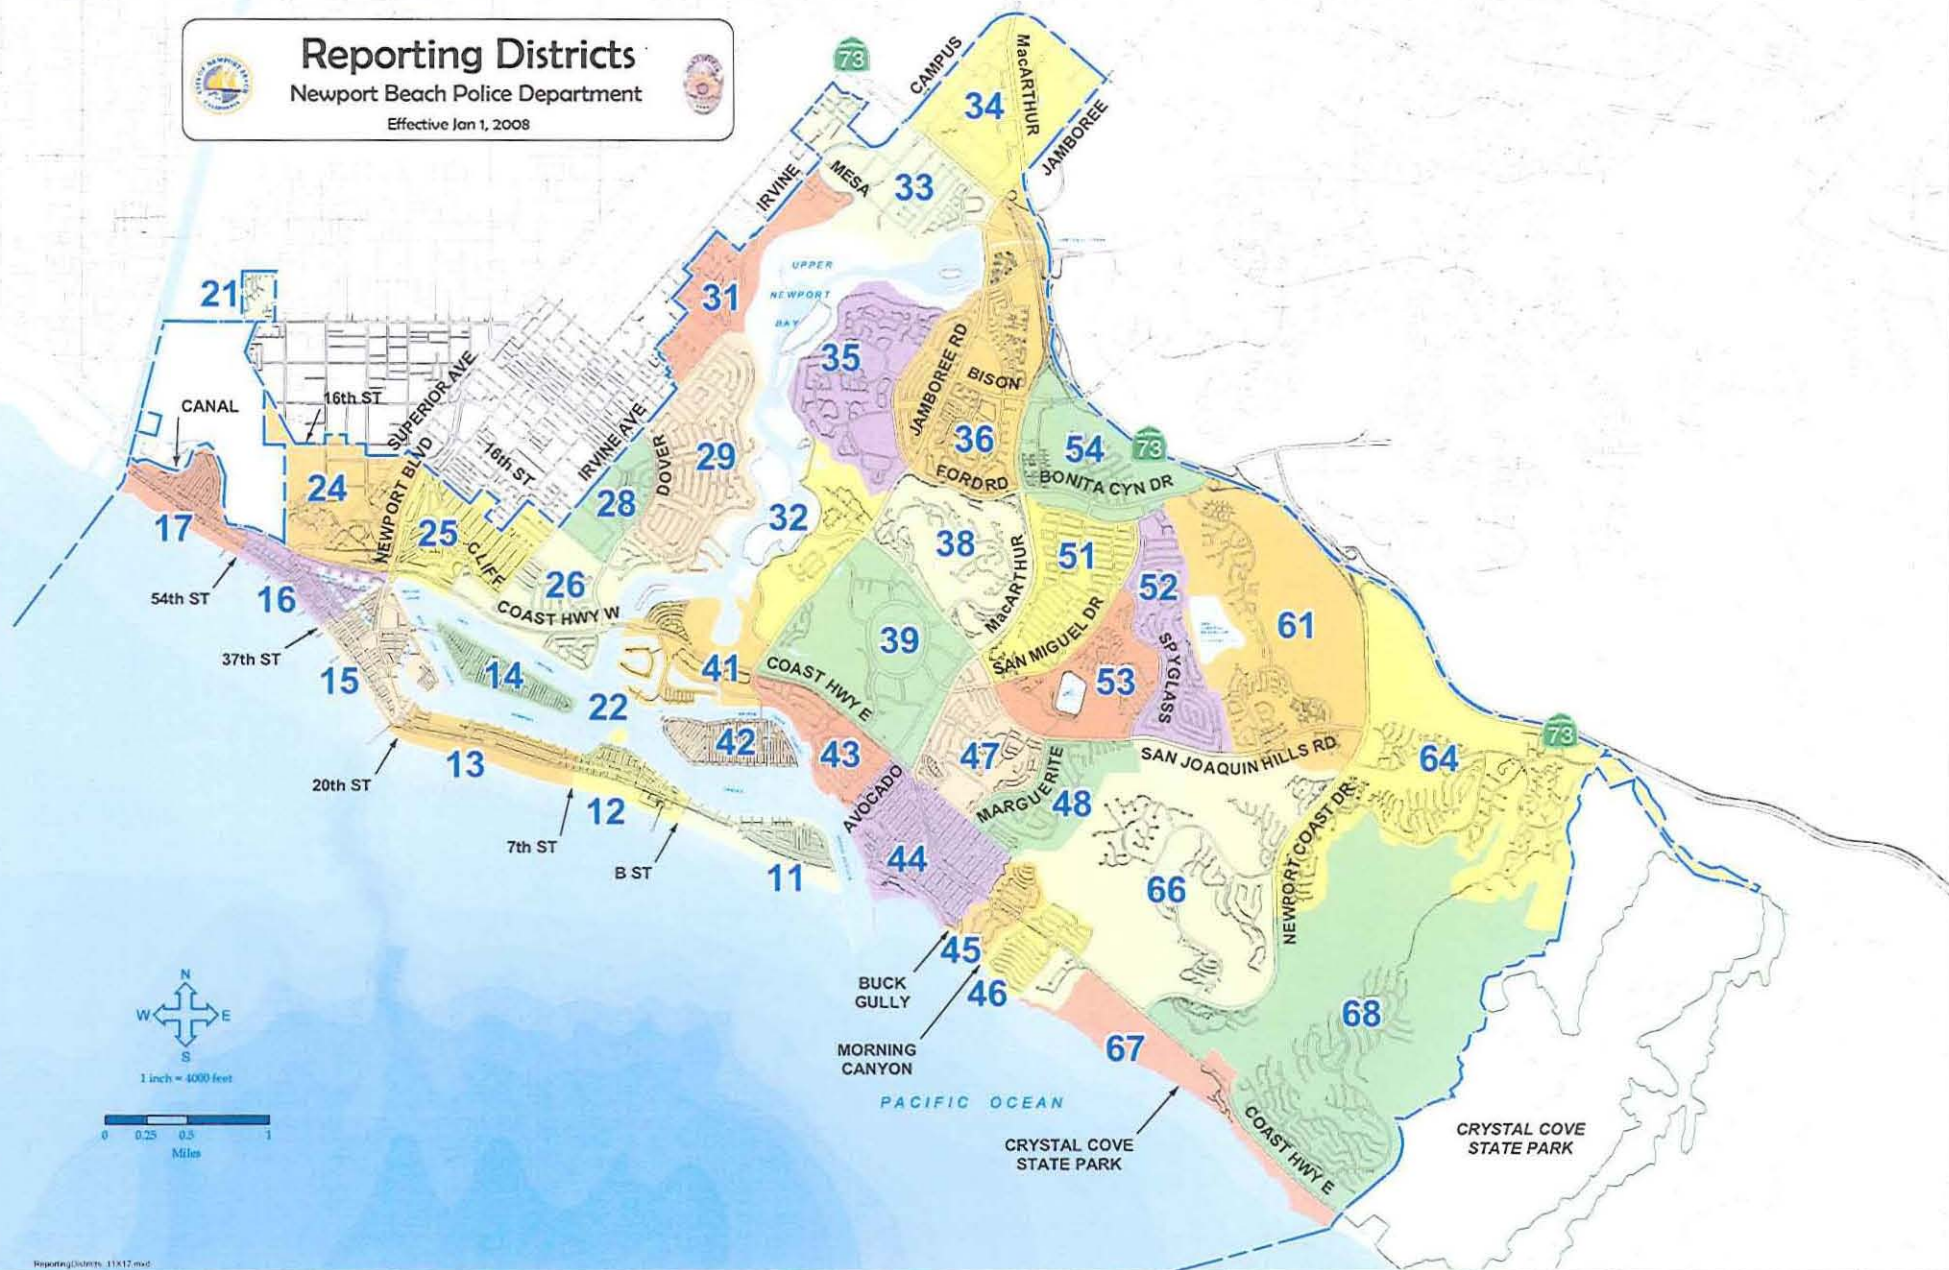 Reporting Districts
Newport Beach Police Department
Effective Jan 1, 2008
73
CAMPUS
MacARTHUR
34
JAMBOREE
MESA
33
IRVINE
UPPER
NEWPORT
BAY
21
31
35
JAMBOREE RD
BISON
CANAL
16th ST
SUPERIOR AVE
16th ST
IRVINE AVE
DOVER
29
36
54
73
FORD RD
BONITA CYN DR
24
NEWPORT BLVD
25
CLIFF
28
32
38
MacARTHUR
51
52
17
54th ST
16
26
COAST HWY W
37th ST
15
14
22
41
COAST HWY E
39
SAN MIGUEL DR
53
SPYGLASS
61
20th ST
13
42
43
47
MARGUERITE
48
SAN JOAQUIN HILLS RD
64
73
7th ST
12
B ST
11
AVOCADO
44
66
NEWPORT COAST DR
45
46
BUCK
GULLY
MORNING
CANYON
67
68
N
W
E
S
1 inch = 4000 feet
0 0.25 0.5 1
Miles
PACIFIC OCEAN
CRYSTAL COVE
STATE PARK
COAST HWY E
CRYSTAL COVE
STATE PARK
ReportingDistricts_11X17.mxd